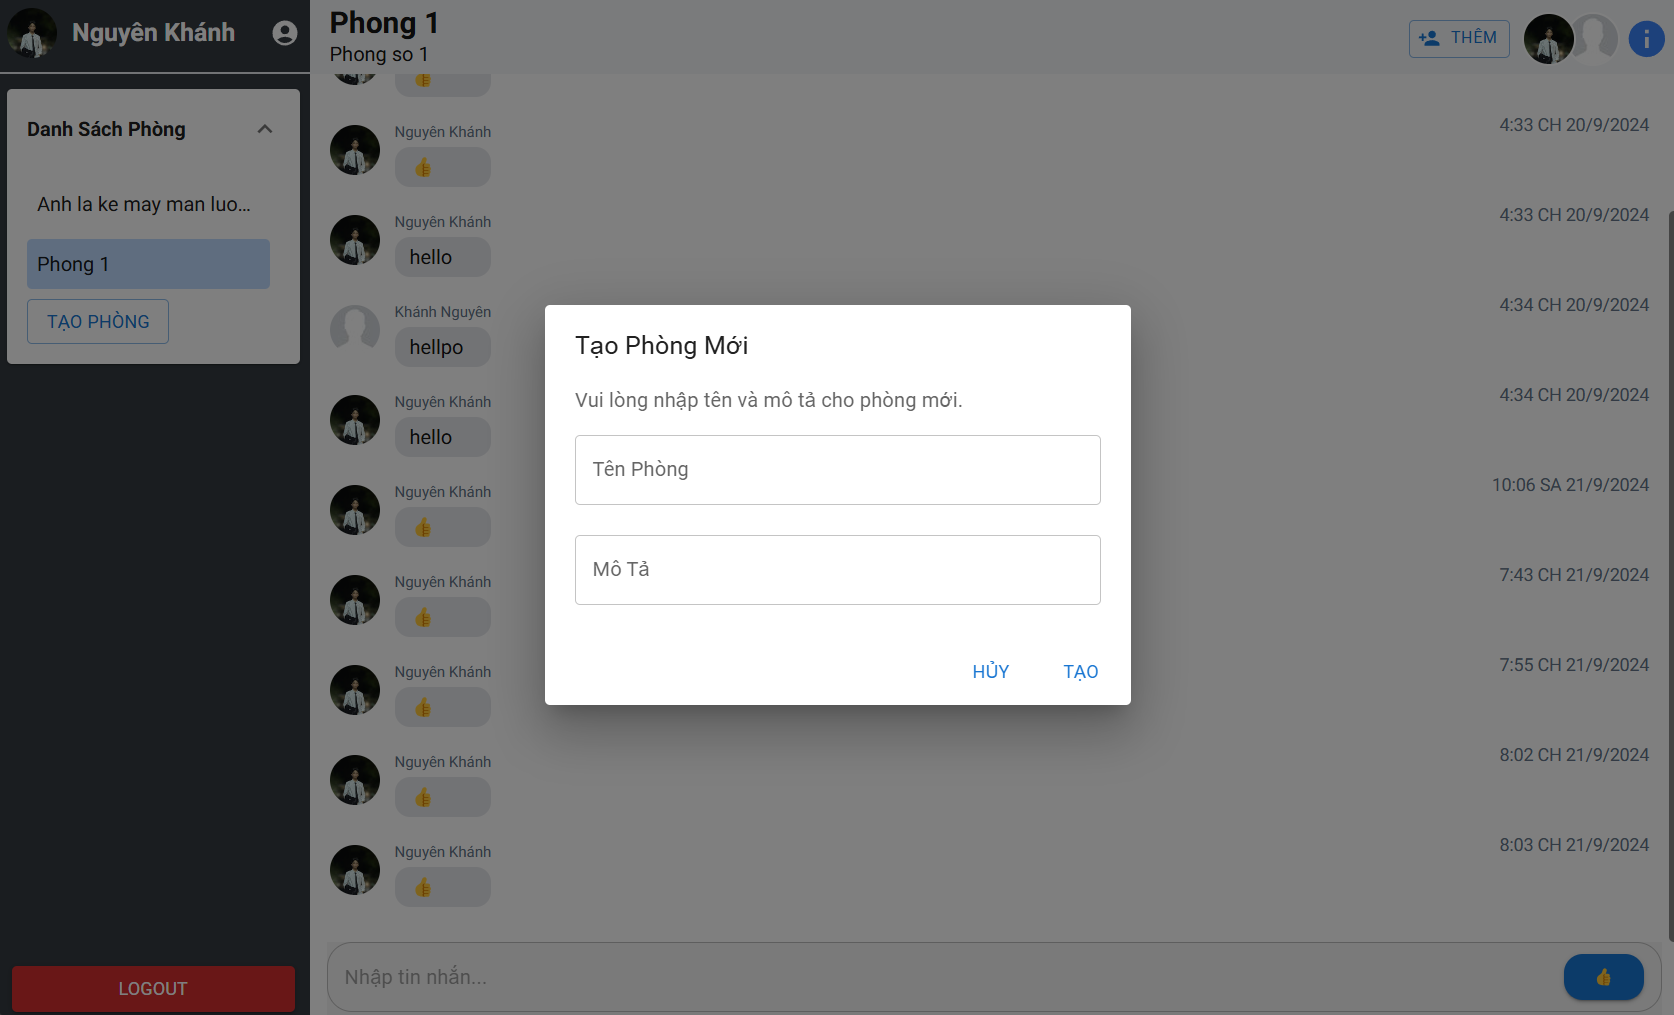 Nguyên Khánh
Danh Sách Phòng
Anh la ke may man luo...
Phong 1
TẠO PHÒNG
LOGOUT
Phong 1
Phong so 1
THÊM
👍
Nguyên Khánh
4:33 CH 20/9/2024
👍
Nguyên Khánh
4:33 CH 20/9/2024
hello
Khánh Nguyên
4:34 CH 20/9/2024
hellpo
Nguyên Khánh
4:34 CH 20/9/2024
hello
Nguyên Khánh
10:06 SA 21/9/2024
👍
Nguyên Khánh
7:43 CH 21/9/2024
👍
Nguyên Khánh
7:55 CH 21/9/2024
👍
Nguyên Khánh
8:02 CH 21/9/2024
👍
Nguyên Khánh
8:03 CH 21/9/2024
👍
Nhập tin nhắn...
👍
Tạo Phòng Mới
Vui lòng nhập tên và mô tả cho phòng mới.
Tên Phòng
Mô Tả
HỦY
TẠO